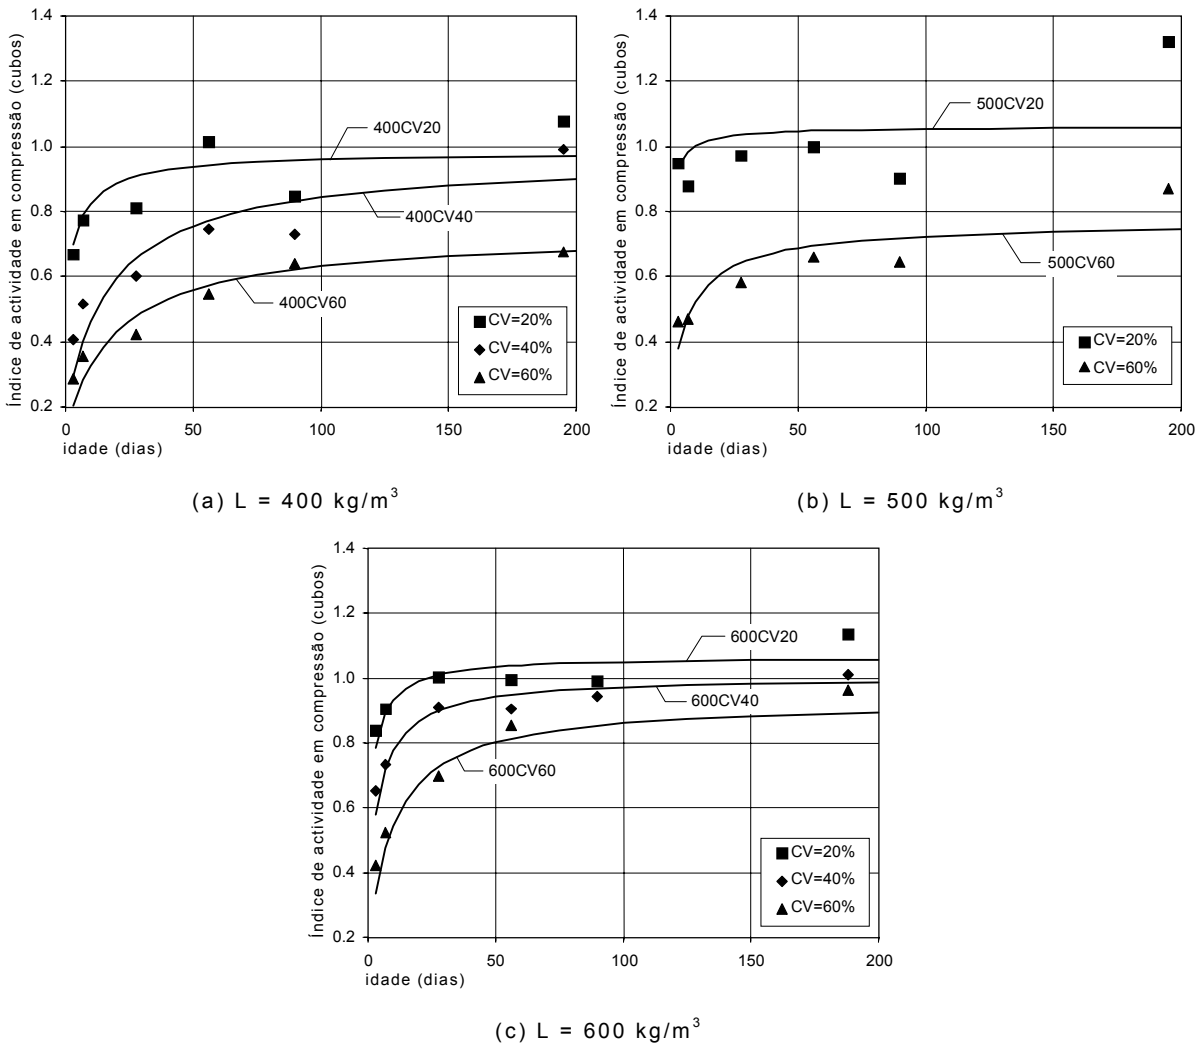 Índice de actividade em compressão (cubos)
1.4
1.2
1.0
0.8
0.6
0.4
0.2
400CV20
400CV40
400CV60
CV=20%
CV=40%
CV=60%
0 50 100 150 200
idade (dias)
(a) L = 400 kg/m³
Índice de actividade em compressão (cubos)
1.4
1.2
1.0
0.8
0.6
0.4
0.2
500CV20
500CV60
CV=20%
CV=60%
0 50 100 150 200
idade (dias)
(b) L = 500 kg/m³
Índice de actividade em compressão (cubos)
1.4
1.2
1.0
0.8
0.6
0.4
0.2
600CV20
600CV40
600CV60
CV=20%
CV=40%
CV=60%
0 50 100 150 200
idade (dias)
(c) L = 600 kg/m³